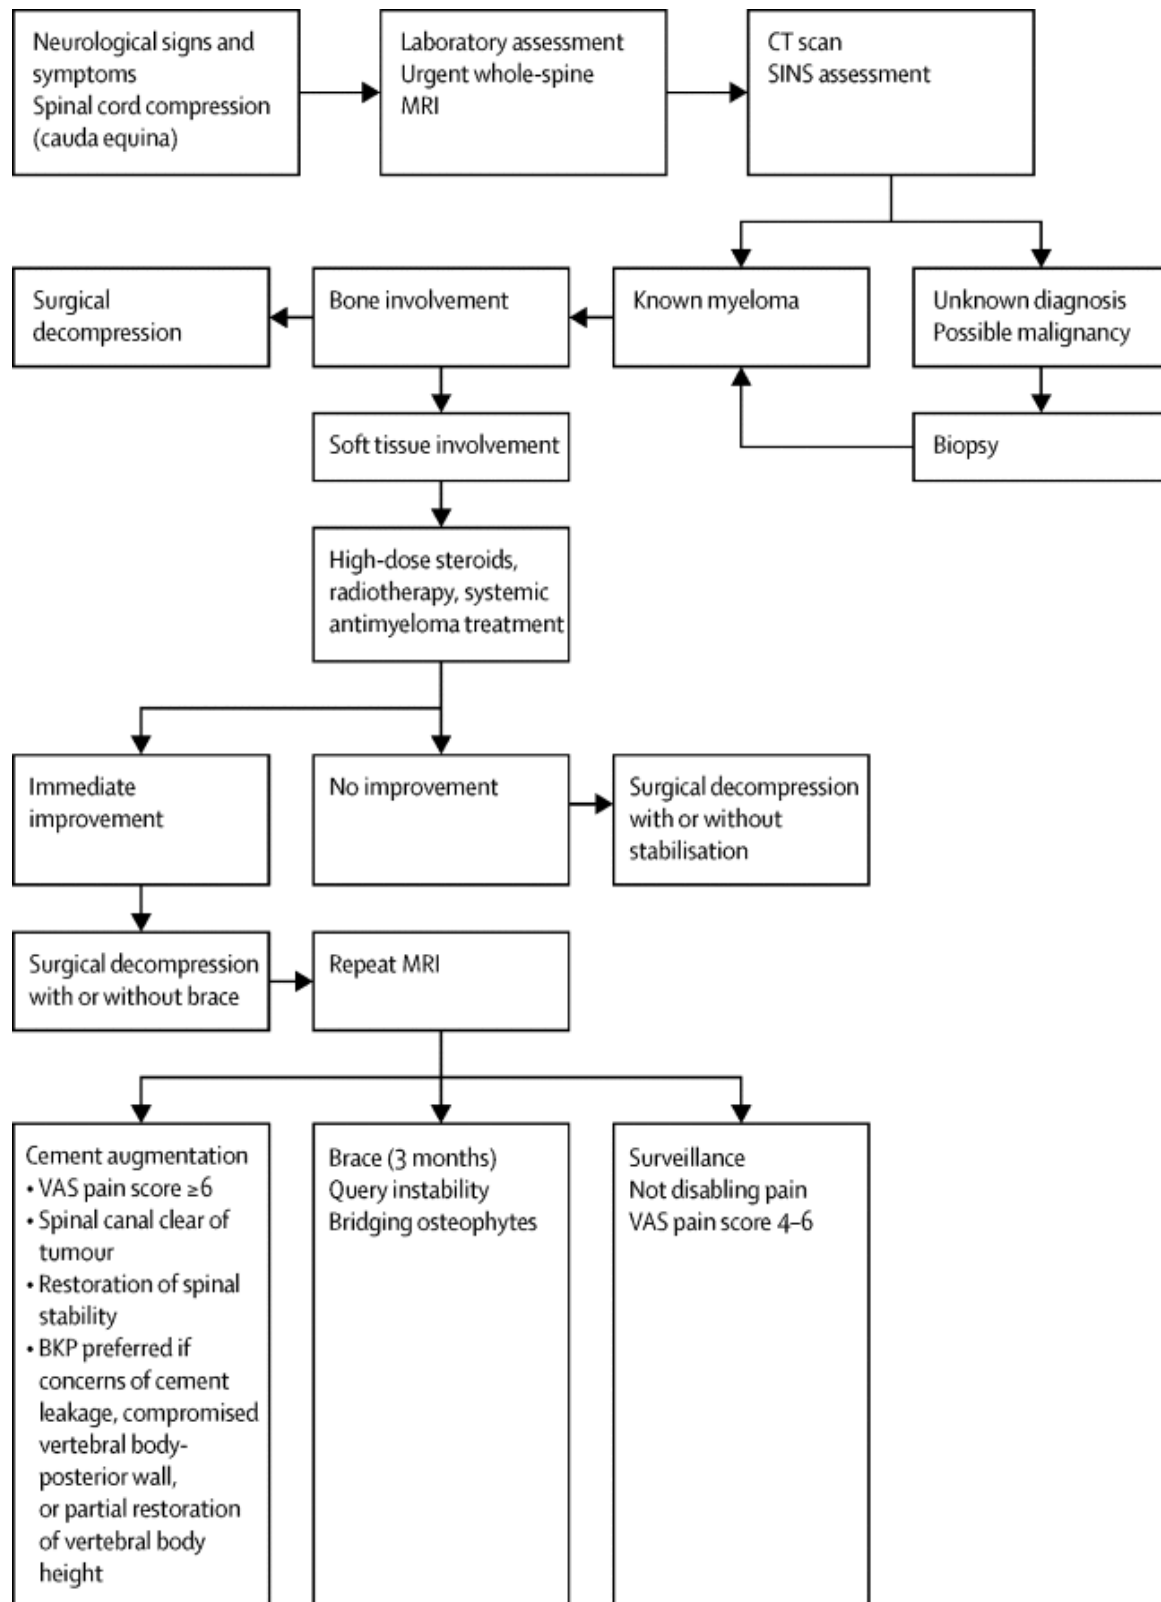 Neurological signs and
symptoms
Spinal cord compression
(cauda equina)
Laboratory assessment
Urgent whole-spine
MRI
CT scan
SINS assessment
Surgical
decompression
Bone involvement
Known myeloma
Unknown diagnosis
Possible malignancy
Soft tissue involvement
Biopsy
High-dose steroids,
radiotherapy, systemic
antimyeloma treatment
Immediate
improvement
No improvement
Surgical decompression
with or without
stabilisation
Surgical decompression
with or without brace
Repeat MRI
Cement augmentation
• VAS pain score ≥6
• Spinal canal clear of
tumour
• Restoration of spinal
stability
• BKP preferred if
concerns of cement
leakage, compromised
vertebral body-
posterior wall,
or partial restoration
of vertebral body
height
Brace (3 months)
Query instability
Bridging osteophytes
Surveillance
Not disabling pain
VAS pain score 4–6